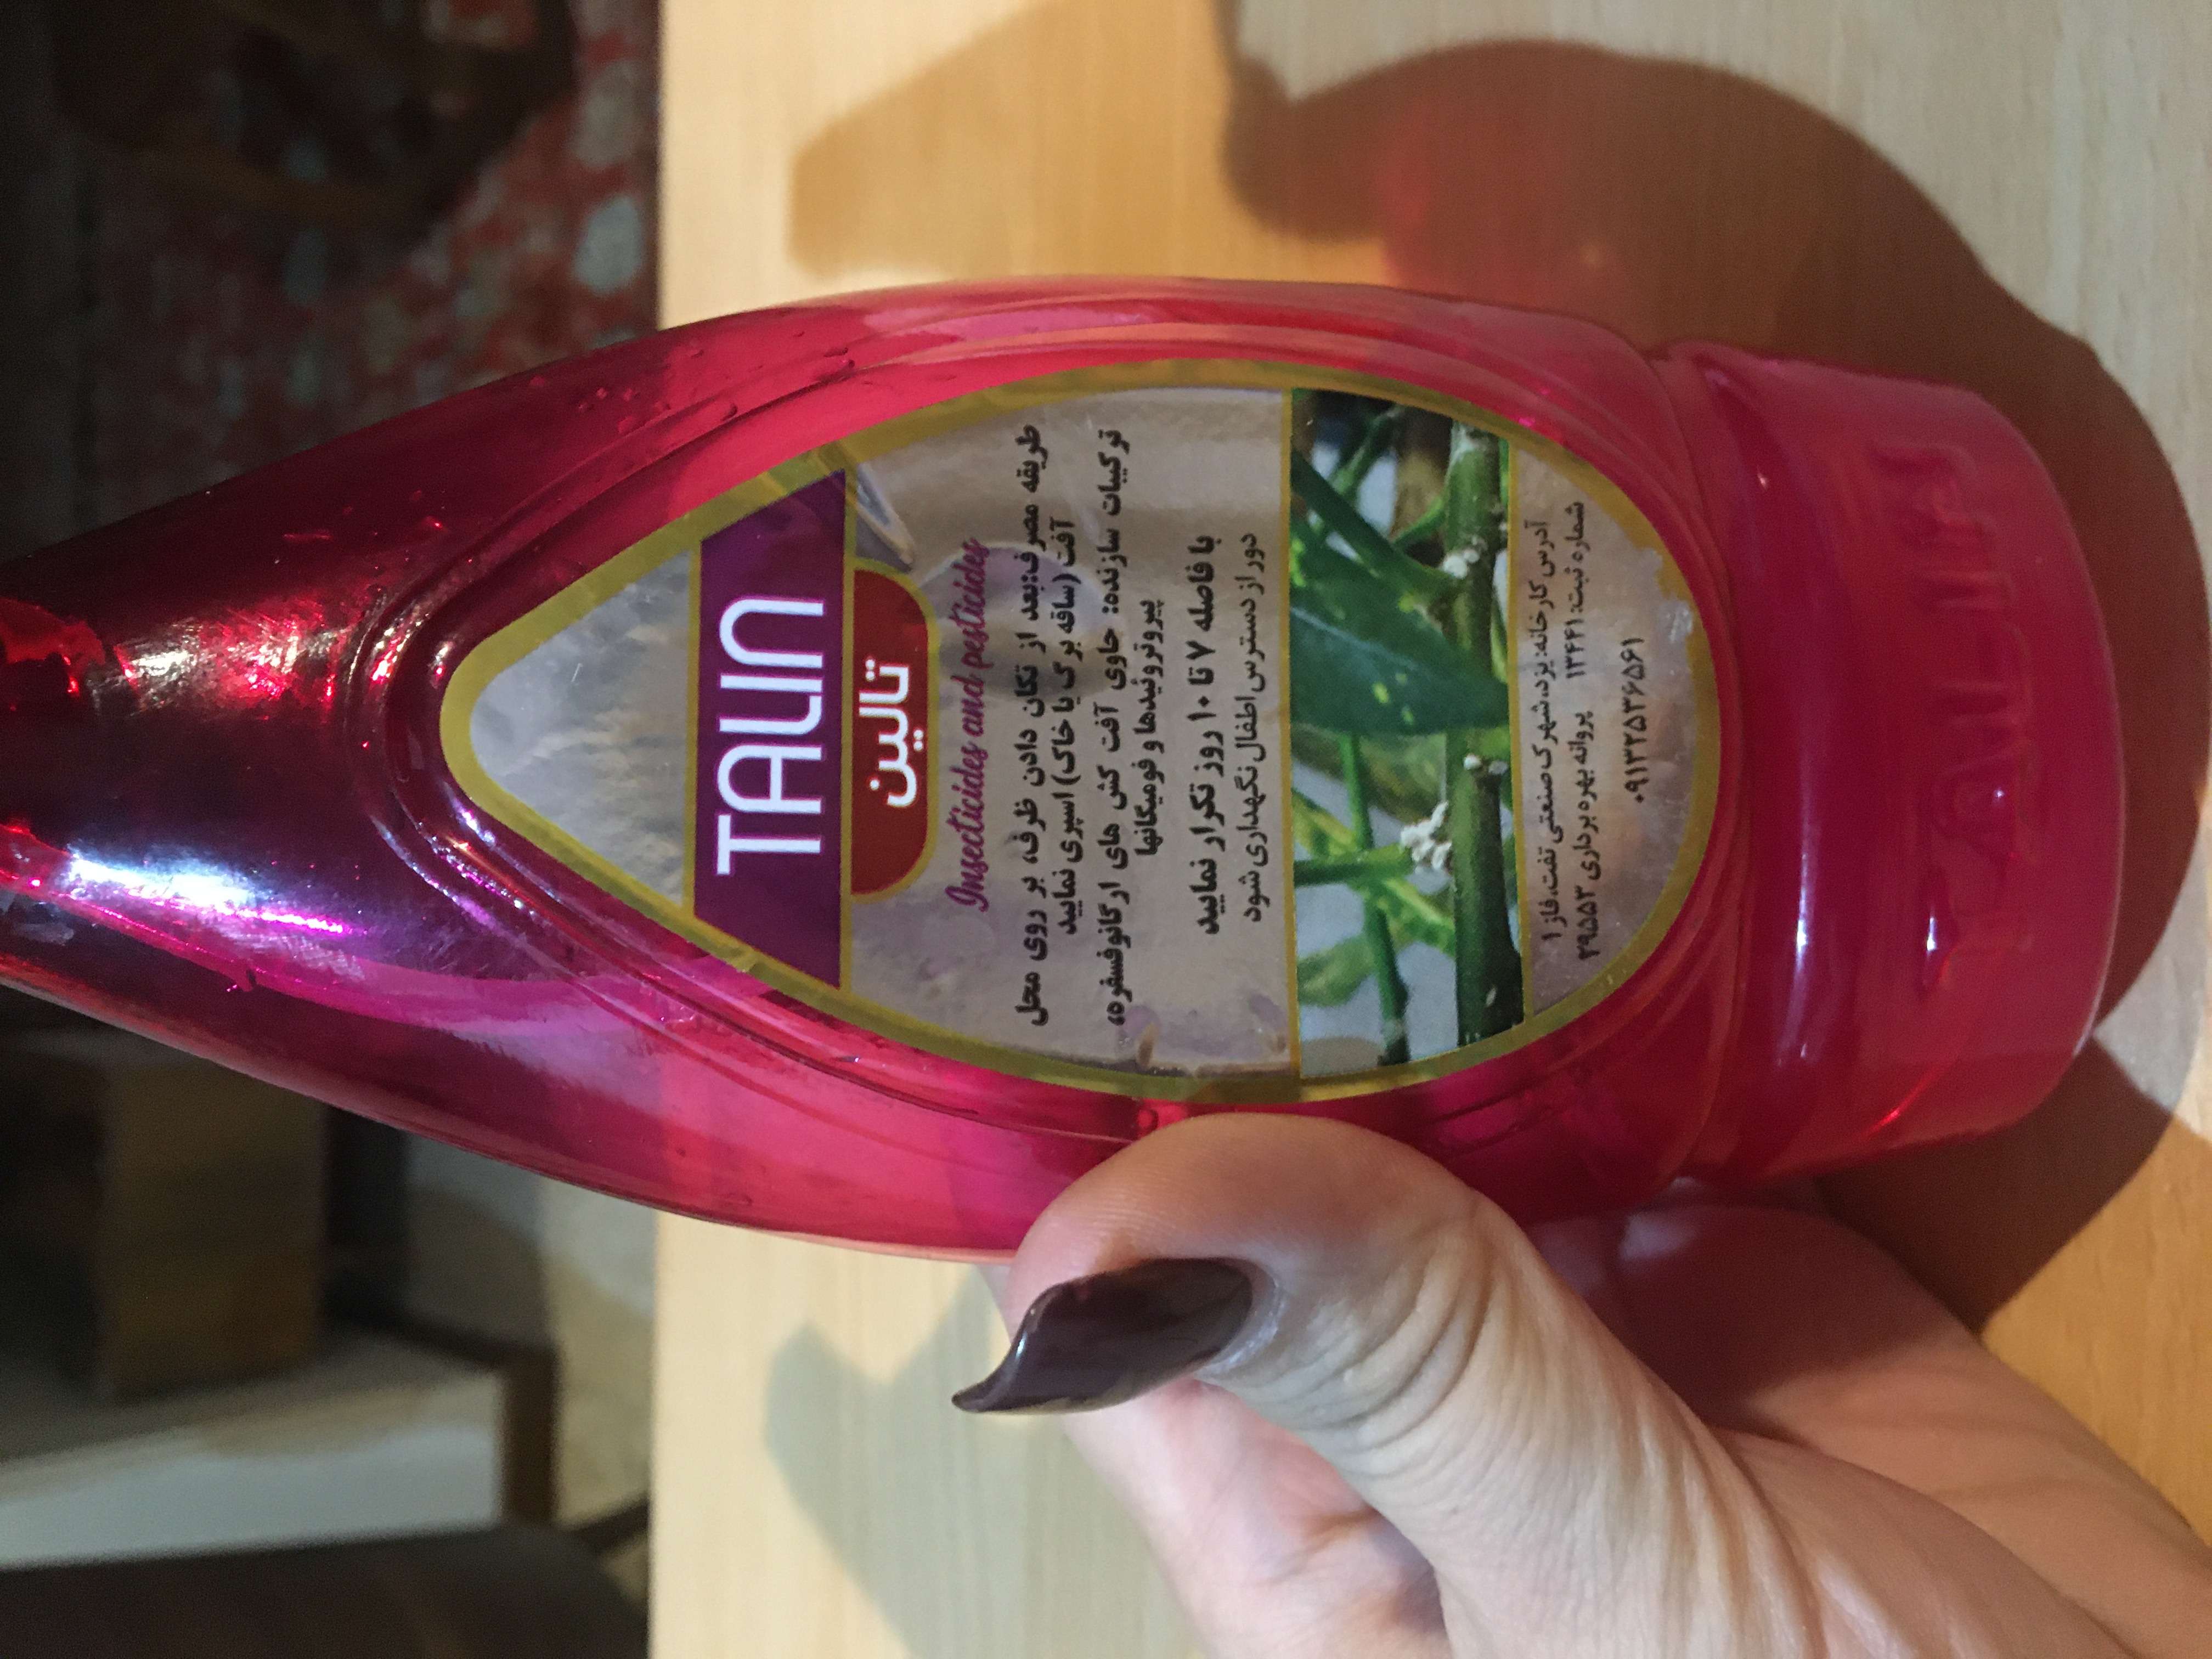 TALIN
تالین
Insecticides and pesticides
طریقه مصرف:بعد از تکان دادن ظرف، بر روی محل
آفت (ساقه برگ یا خاک) اسپری نمایید
ترکیبات سازنده: حاوی آفت کش های ارگانوفسفره،
پیروتروئیدها و فومیگانها
با فاصله ۷ تا ۱۰ روز تکرار نمایید
دور از دسترس اطفال نگهداری شود
آدرس کارخانه: یزد،شهرک صنعتی تفت،فاز ۱
شماره ثبت: ۱۳۴۴۱ پروانه بهره برداری ۲۹۵۵۳
۰۹۱۳۲۵۳۶۵۶۱